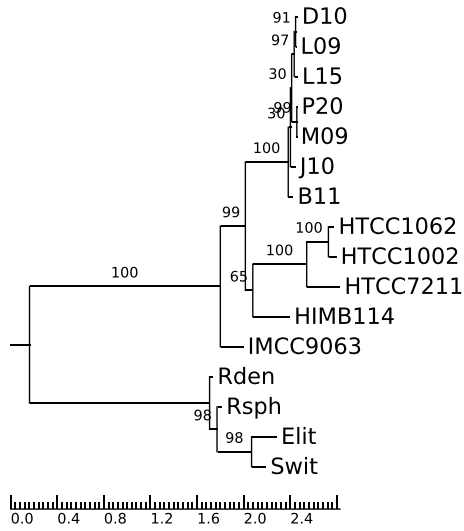 91 D10
97 L09
30 L15
99 P20
30 M09
J10
100
B11
99
100 HTCC1062
100 HTCC1002
65 HTCC7211
100
HIMB114
IMCC9063
Rden
98 Rsph
98 Elit
Swit
0.0 0.4 0.8 1.2 1.6 2.0 2.4